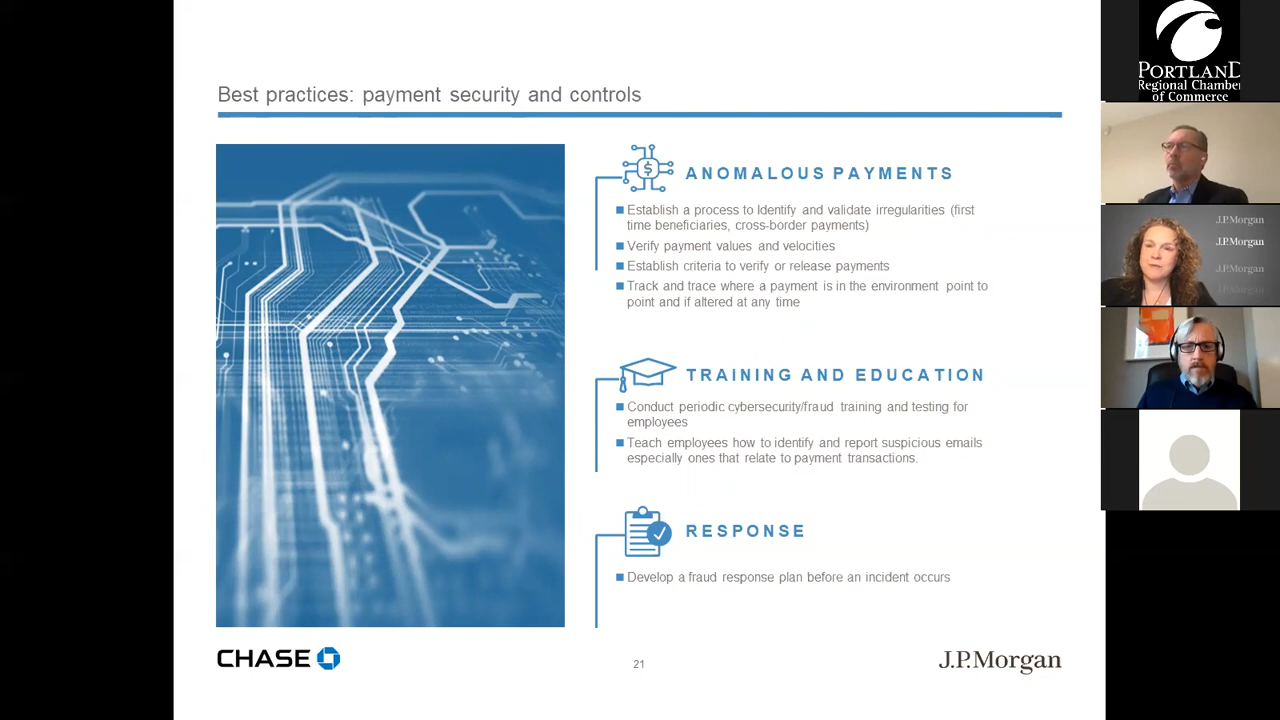 Best practices: payment security and controls
ANOMALOUS PAYMENTS
Establish a process to Identify and validate irregularities (first
time beneficiaries, cross-border payments)
Verify payment values and velocities
Establish criteria to verify or release payments
Track and trace where a payment is in the environment point to
point and if altered at any time
TRAINING AND EDUCATION
Conduct periodic cybersecurity/fraud training and testing for
employees
Teach employees how to identify and report suspicious emails
especially ones that relate to payment transactions.
RESPONSE
Develop a fraud response plan before an incident occurs
CHASE
21
J.P.Morgan
PORTLAND
Regional Chamber
of Commerce
J.P.Morgan
J.P.Morgan
J.P.Morgan
J.P.Morgan